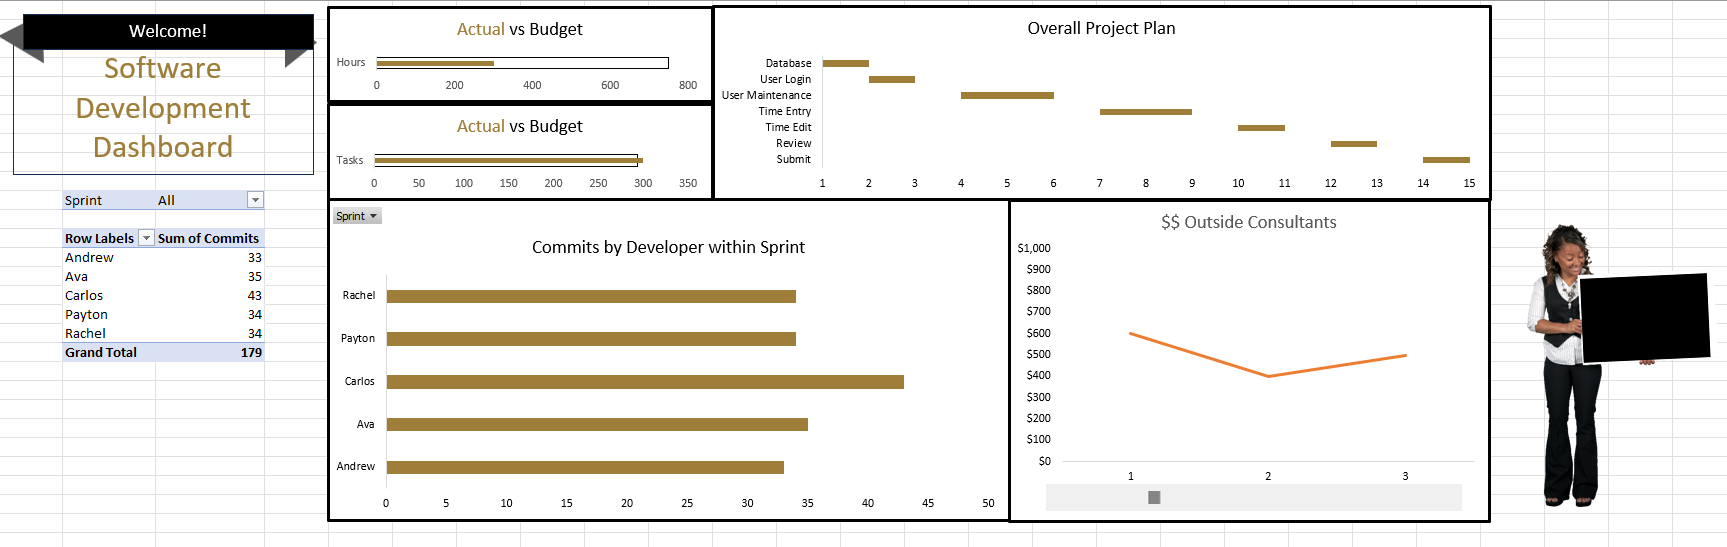 Welcome!
Software
Development
Dashboard
Sprint All
Row Labels Sum of Commits
Andrew 33
Ava 35
Carlos 43
Payton 34
Rachel 34
Grand Total 179
Actual vs Budget
Hours
0 200 400 600 800
Actual vs Budget
Tasks
0 50 100 150 200 250 300 350
Overall Project Plan
Database
User Login
User Maintenance
Time Entry
Time Edit
Review
Submit
1 2 3 4 5 6 7 8 9 10 11 12 13 14 15
Sprint
Commits by Developer within Sprint
Rachel
Payton
Carlos
Ava
Andrew
0 5 10 15 20 25 30 35 40 45 50
$$ Outside Consultants
$1,000
$900
$800
$700
$600
$500
$400
$300
$200
$100
$0
1 2 3